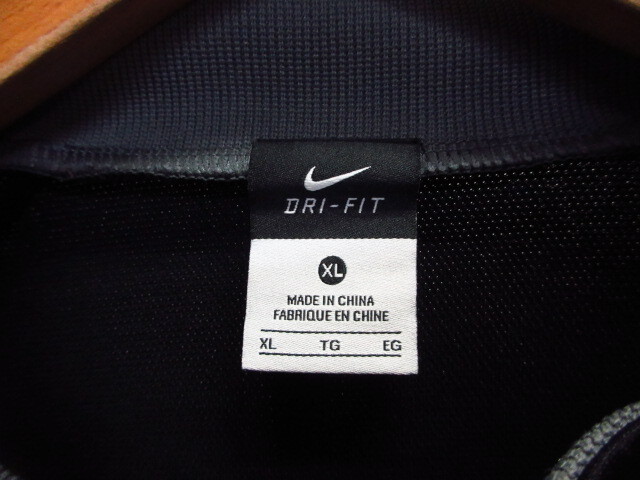 DRI-FIT
XL
MADE IN CHINA
FABRIQUE EN CHINE
XL TG EG